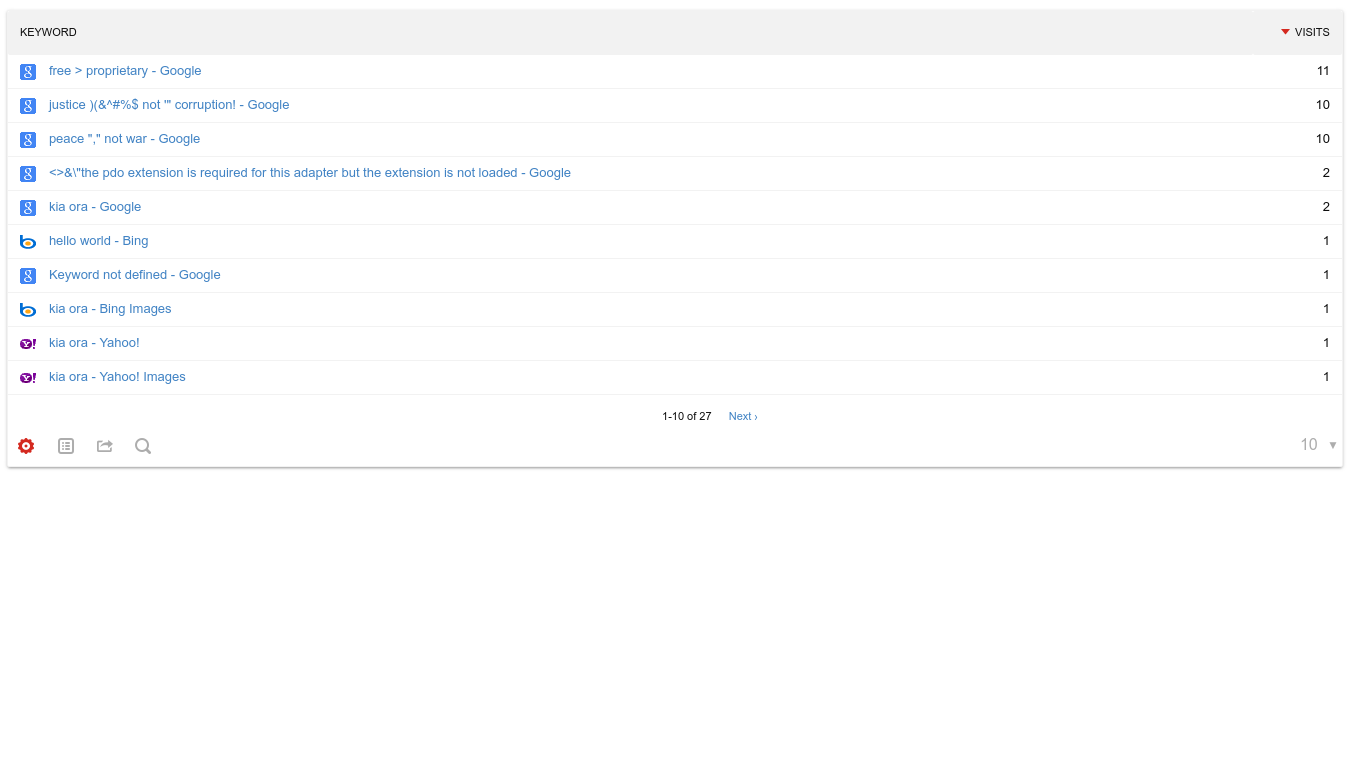 KEYWORD VISITS
free > proprietary - Google 11
justice )(&^#%$ not '" corruption! - Google 10
peace "," not war - Google 10
<>&\"the pdo extension is required for this adapter but the extension is not loaded - Google 2
kia ora - Google 2
hello world - Bing 1
Keyword not defined - Google 1
kia ora - Bing Images 1
kia ora - Yahoo! 1
kia ora - Yahoo! Images 1
1-10 of 27 Next ›
10